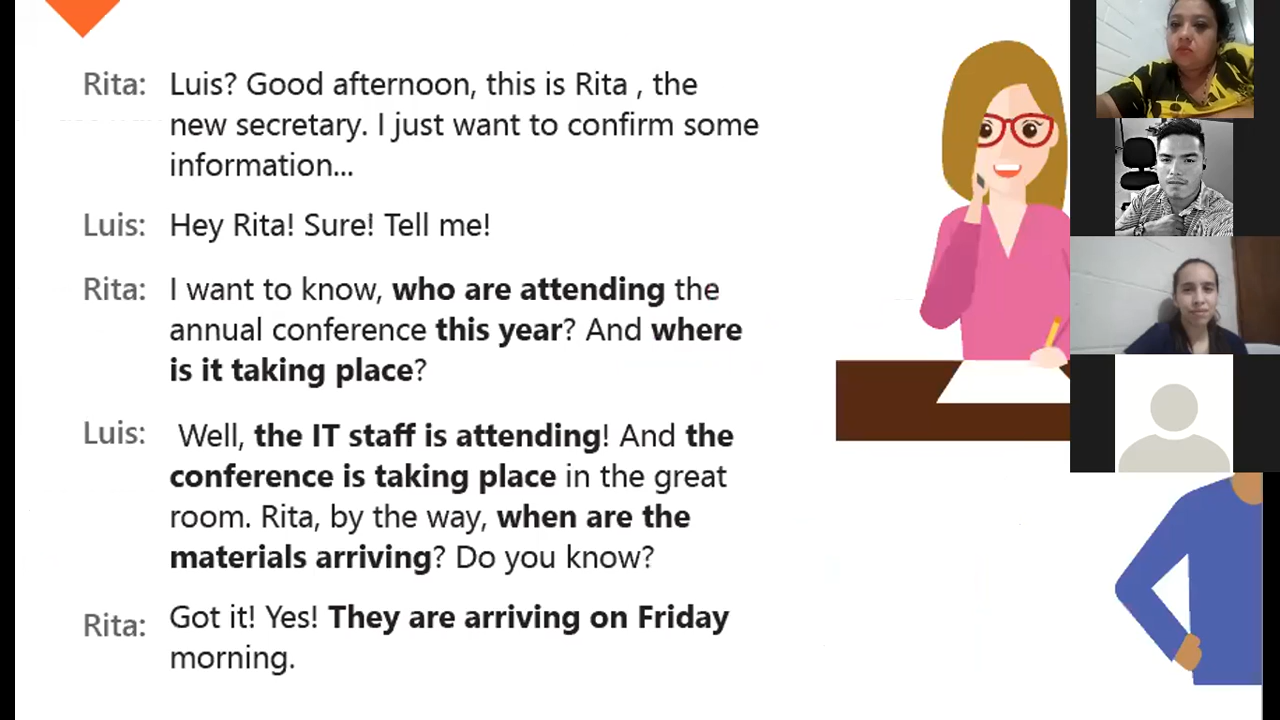 Rita: Luis? Good afternoon, this is Rita , the
new secretary. I just want to confirm some
information...
Luis: Hey Rita! Sure! Tell me!
Rita: I want to know, who are attending the
annual conference this year? And where
is it taking place?
Luis: Well, the IT staff is attending! And the
conference is taking place in the great
room. Rita, by the way, when are the
materials arriving? Do you know?
Rita: Got it! Yes! They are arriving on Friday
morning.